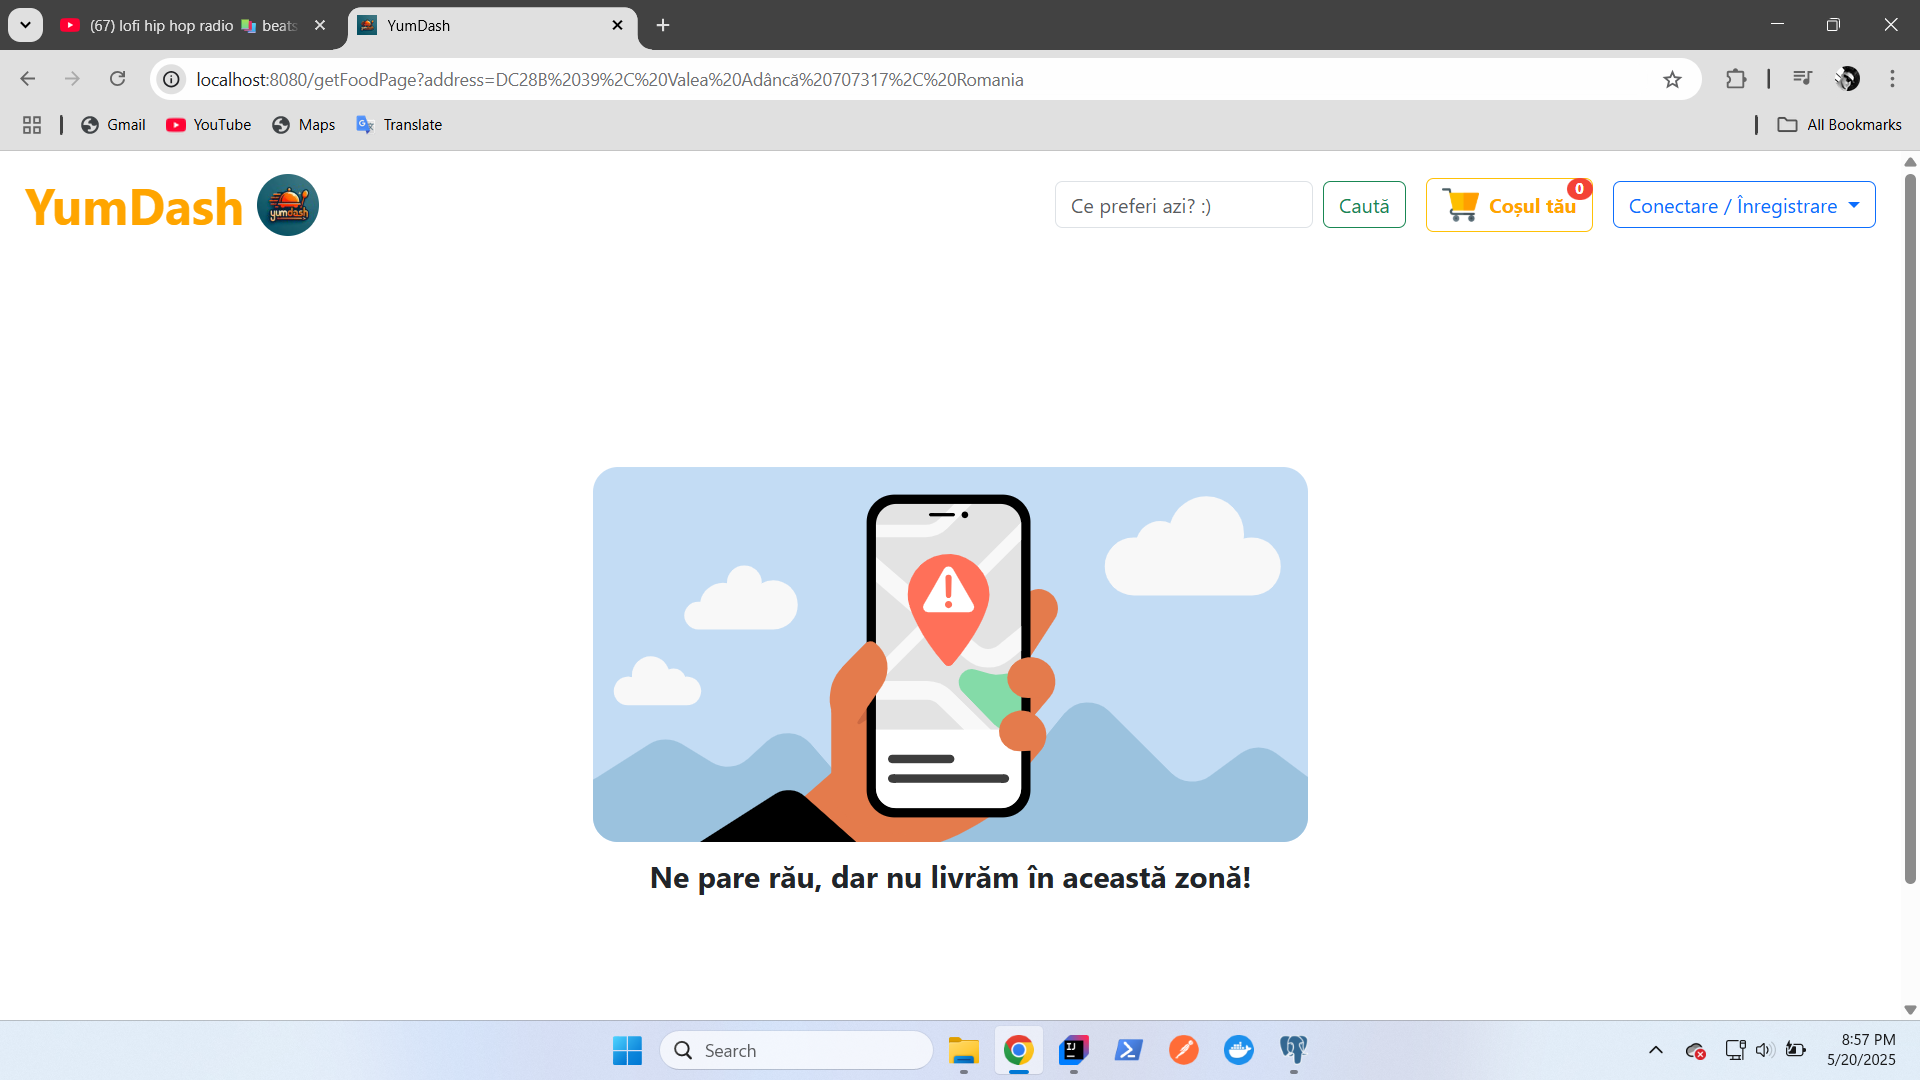 (67) lofi hip hop radio 📚 beats
YumDash
localhost:8080/getFoodPage?address=DC28B%2039%2C%20Valea%20Adâncă%20707317%2C%20Romania
Gmail
YouTube
Maps
Translate
All Bookmarks
YumDash
yumdash
Ce preferi azi? :)
Caută
Coșul tău
0
Conectare / Înregistrare
Ne pare rău, dar nu livrăm în această zonă!
Search
8:57 PM
5/20/2025